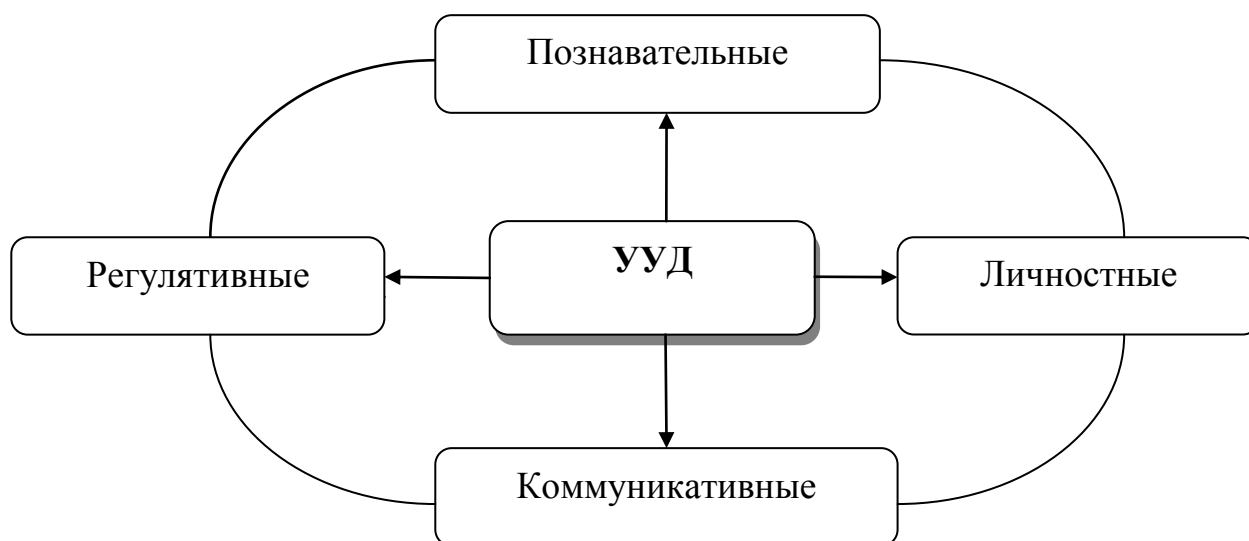 Познавательные
Регулятивные
УУД
Личностные
Коммуникативные